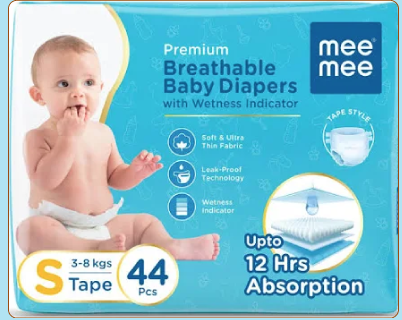 Premium
Breathable
Baby Diapers
with Wetness Indicator
mee
mee
TAPE STYLE
Soft & Ultra
Thin Fabric
Leak-Proof
Technology
Wetness
Indicator
S
3-8 kgs
Tape
44
Pcs
Upto
12 Hrs
Absorption